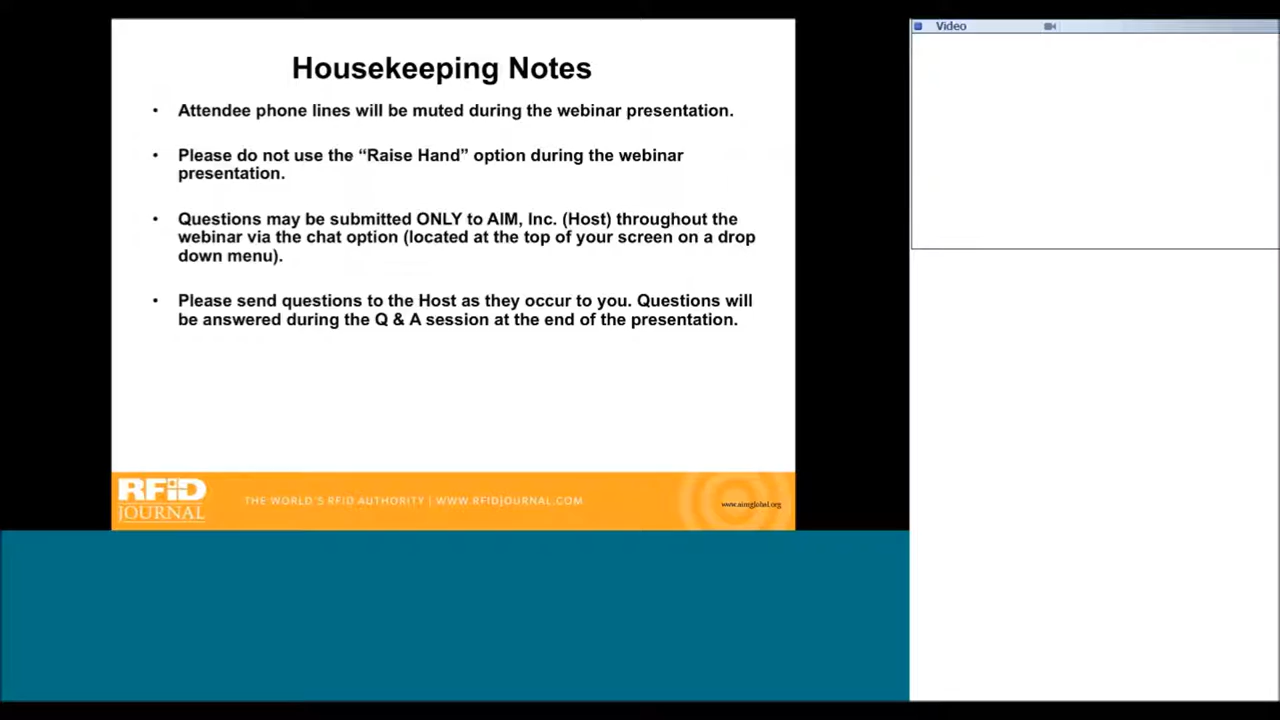 Video
Housekeeping Notes
• Attendee phone lines will be muted during the webinar presentation.
• Please do not use the “Raise Hand” option during the webinar
presentation.
• Questions may be submitted ONLY to AIM, Inc. (Host) throughout the
webinar via the chat option (located at the top of your screen on a drop
down menu).
• Please send questions to the Host as they occur to you. Questions will
be answered during the Q & A session at the end of the presentation.
RFiD
JOURNAL
THE WORLD'S RFID AUTHORITY | WWW.RFIDJOURNAL.COM
www.aimglobal.org